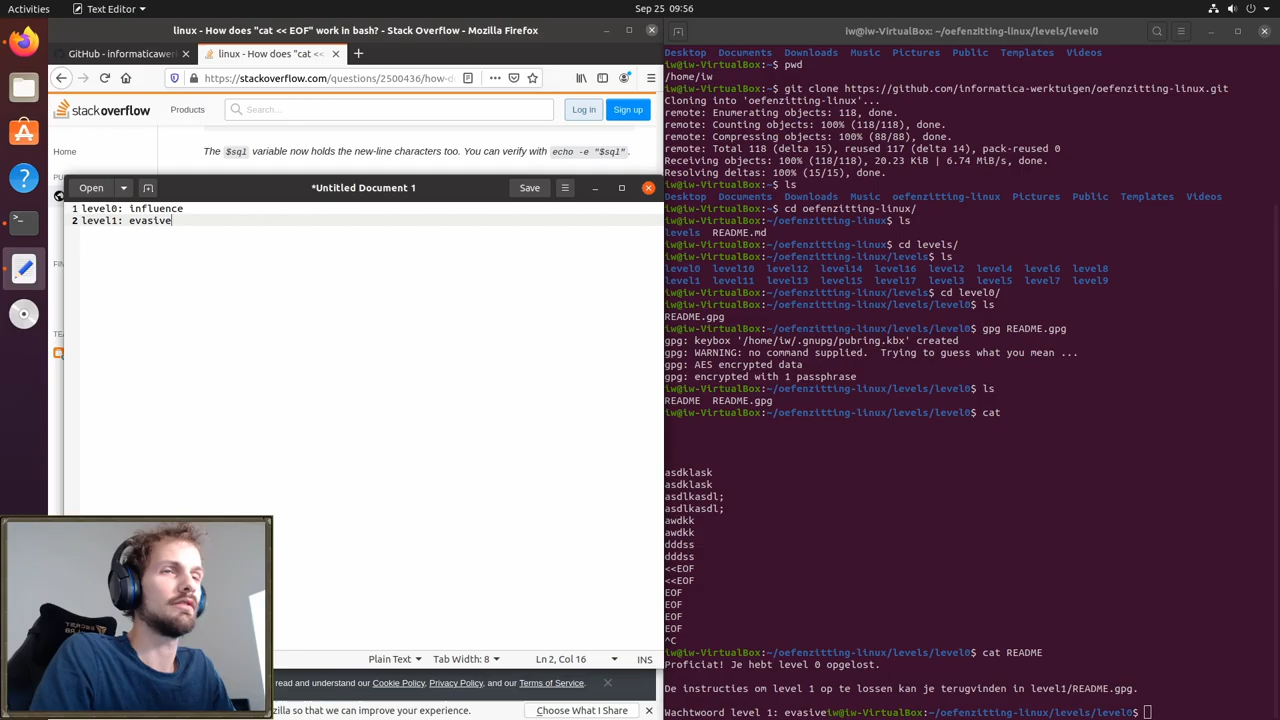 Activities
Text Editor
Sep 25 09:56
linux - How does "cat << EOF" work in bash? - Stack Overflow - Mozilla Firefox
GitHub - informaticawer
linux - How does "cat <<
https://stackoverflow.com/questions/2500436/how-d
stackoverflow
Products
Search...
Log in
Sign up
Home
The $sql variable now holds the new-line characters too. You can verify with echo -e "$sql".
PU
Open
*Untitled Document 1
Save
1 level0: influence
2 level1: evasive
FIN
TEA
Plain Text
Tab Width: 8
Ln 2, Col 16
INS
read and understand our Cookie Policy, Privacy Policy, and our Terms of Service.
zilla so that we can improve your experience.
Choose What I Share
iw@iw-VirtualBox: ~/oefenzitting-linux/levels/level0
Desktop Documents Downloads Music Pictures Public Templates Videos
iw@iw-VirtualBox:~$ pwd
/home/iw
iw@iw-VirtualBox:~$ git clone https://github.com/informatica-werktuigen/oefenzitting-linux.git
Cloning into 'oefenzitting-linux'...
remote: Enumerating objects: 118, done.
remote: Counting objects: 100% (118/118), done.
remote: Compressing objects: 100% (88/88), done.
remote: Total 118 (delta 15), reused 117 (delta 14), pack-reused 0
Receiving objects: 100% (118/118), 20.23 KiB | 6.74 MiB/s, done.
Resolving deltas: 100% (15/15), done.
iw@iw-VirtualBox:~$ ls
Desktop Documents Downloads Music oefenzitting-linux Pictures Public Templates Videos
iw@iw-VirtualBox:~$ cd oefenzitting-linux/
iw@iw-VirtualBox:~/oefenzitting-linux$ ls
levels README.md
iw@iw-VirtualBox:~/oefenzitting-linux$ cd levels/
iw@iw-VirtualBox:~/oefenzitting-linux/levels$ ls
level0 level10 level12 level14 level16 level2 level4 level6 level8
level1 level11 level13 level15 level17 level3 level5 level7 level9
iw@iw-VirtualBox:~/oefenzitting-linux/levels$ cd level0/
iw@iw-VirtualBox:~/oefenzitting-linux/levels/level0$ ls
README.gpg
iw@iw-VirtualBox:~/oefenzitting-linux/levels/level0$ gpg README.gpg
gpg: keybox '/home/iw/.gnupg/pubring.kbx' created
gpg: WARNING: no command supplied. Trying to guess what you mean ...
gpg: AES encrypted data
gpg: encrypted with 1 passphrase
iw@iw-VirtualBox:~/oefenzitting-linux/levels/level0$ ls
README README.gpg
iw@iw-VirtualBox:~/oefenzitting-linux/levels/level0$ cat
asdklask
asdklask
asdlkasdl;
asdlkasdl;
awdkk
awdkk
dddss
dddss
<<EOF
<<EOF
EOF
EOF
EOF
EOF
^C
iw@iw-VirtualBox:~/oefenzitting-linux/levels/level0$ cat README
Proficiat! Je hebt level 0 opgelost.
De instructies om level 1 op te lossen kan je terugvinden in level1/README.gpg.
Wachtwoord level 1: evasiveiw@iw-VirtualBox:~/oefenzitting-linux/levels/level0$